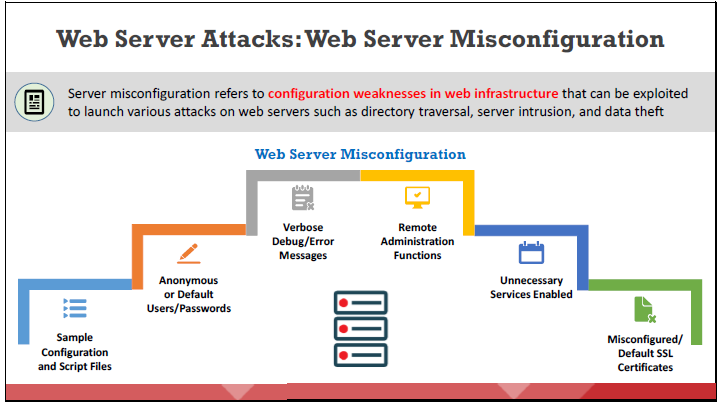 Web Server Attacks: Web Server Misconfiguration
Server misconfiguration refers to configuration weaknesses in web infrastructure that can be exploited
to launch various attacks on web servers such as directory traversal, server intrusion, and data theft
Web Server Misconfiguration
Sample
Configuration
and Script Files
Anonymous
or Default
Users/Passwords
Verbose
Debug/Error
Messages
Remote
Administration
Functions
Unnecessary
Services Enabled
Misconfigured/
Default SSL
Certificates